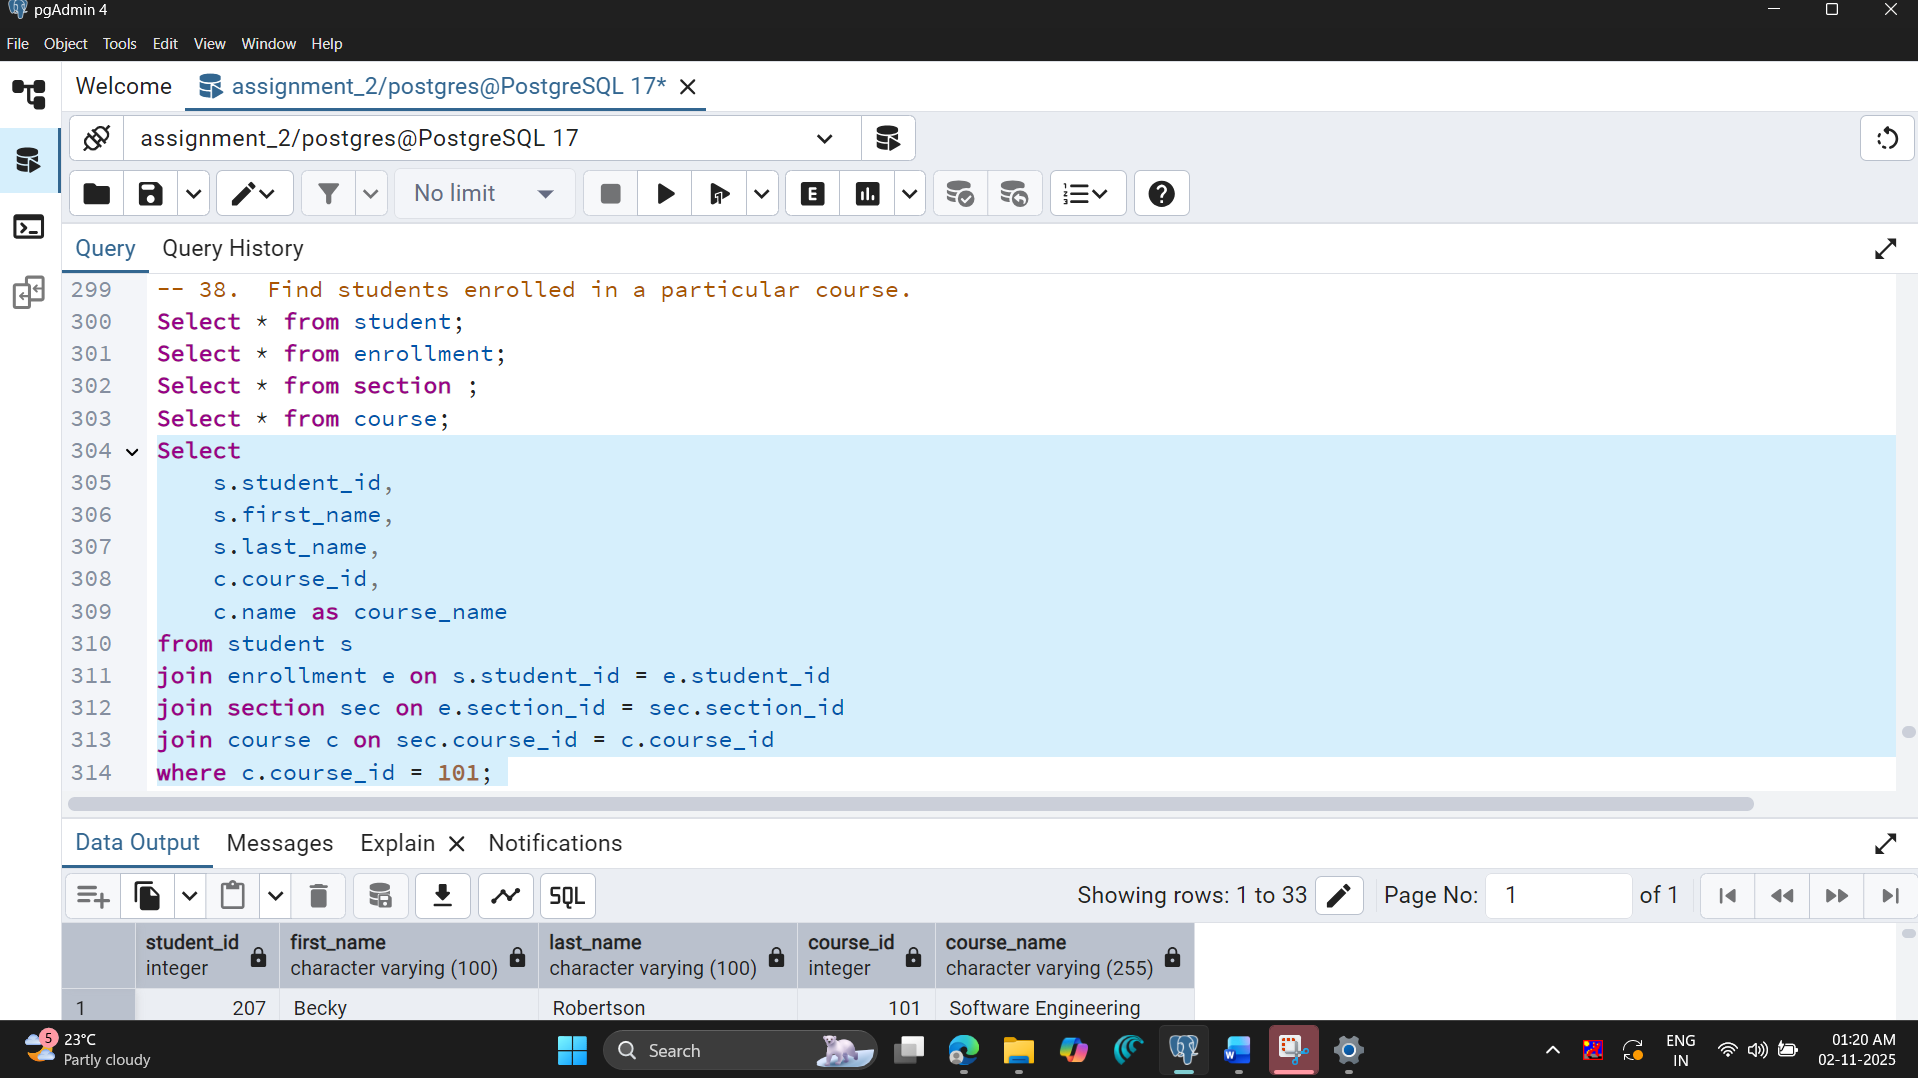 pgAdmin 4
File Object Tools Edit View Window Help
Welcome assignment_2/postgres@PostgreSQL 17*
assignment_2/postgres@PostgreSQL 17
No limit E
Query Query History
299 -- 38. Find students enrolled in a particular course.
300 Select * from student;
301 Select * from enrollment;
302 Select * from section ;
303 Select * from course;
304 Select
305 s.student_id,
306 s.first_name,
307 s.last_name,
308 c.course_id,
309 c.name as course_name
310 from student s
311 join enrollment e on s.student_id = e.student_id
312 join section sec on e.section_id = sec.section_id
313 join course c on sec.course_id = c.course_id
314 where c.course_id = 101;
Data Output Messages Explain Notifications
SQL Showing rows: 1 to 33 Page No: 1 of 1
student_id first_name last_name course_id course_name
integer character varying (100) character varying (100) integer character varying (255)
1 207 Becky Robertson 101 Software Engineering
5 23°C Search ENG 01:20 AM
Partly cloudy IN 02-11-2025